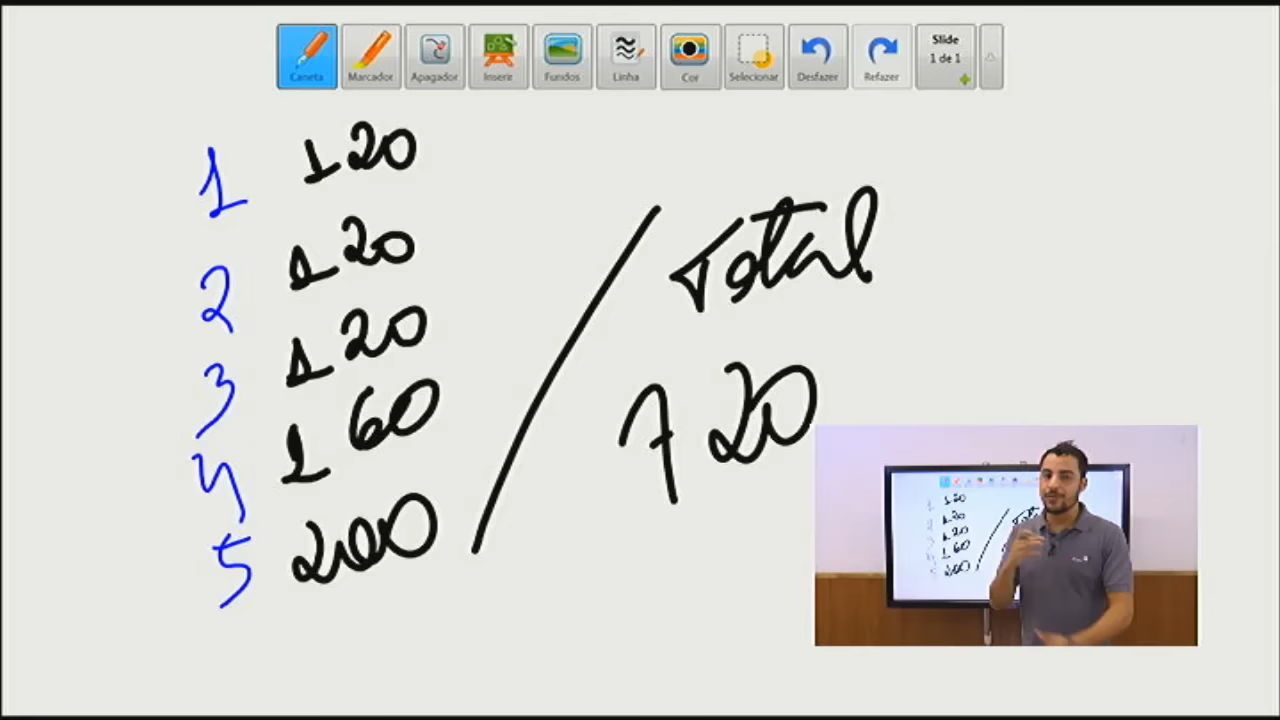 Caneta Marcador Apagador Inserir Fundos Linha Cor Selecionar Desfazer Refazer Slide
1 de 1
1 120
2 120
3 120
4 160
5 200
Total
720